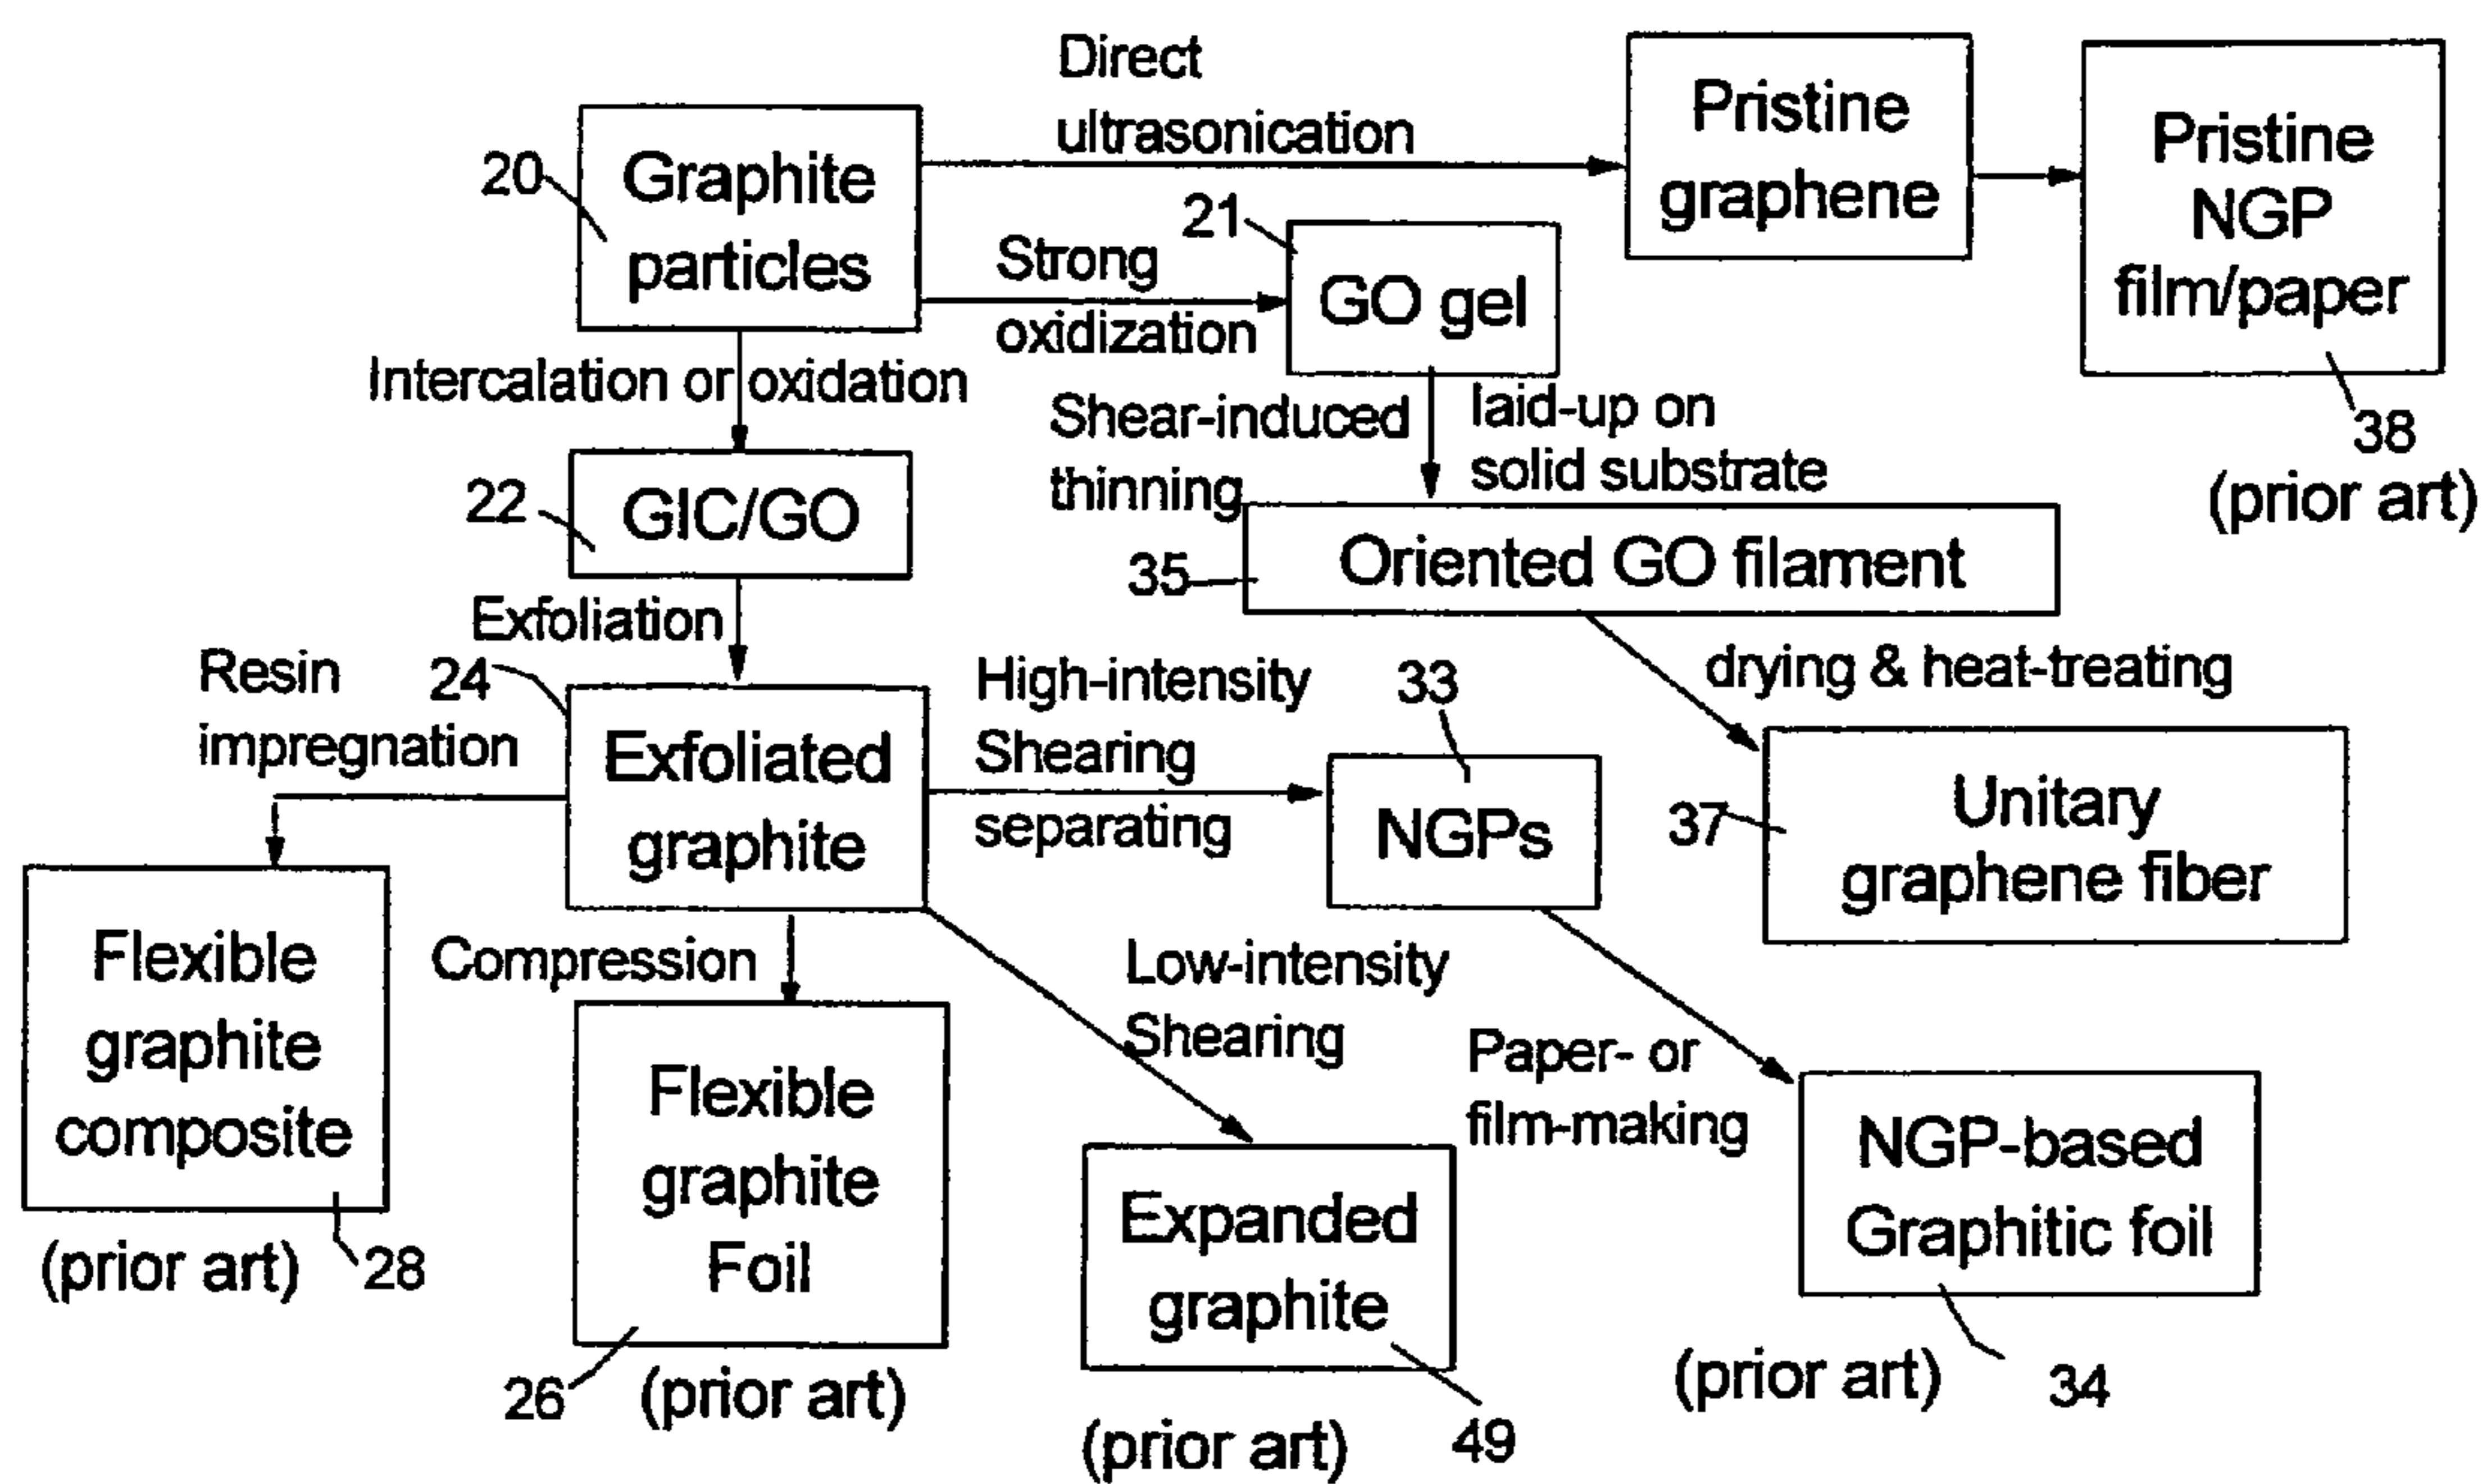 Direct
ultrasonication
20
Graphite
particles
Pristine
graphene
Pristine
NGP
film/paper
38
(prior art)
Strong
oxidization
21
GO gel
Intercalation or oxidation
Shear-induced
thinning
laid-up on
solid substrate
22
GIC/GO
35
Oriented GO filament
Exfoliation
drying & heat-treating
Resin
impregnation
24
Exfoliated
graphite
High-intensity
Shearing
separating
33
NGPs
37
Unitary
graphene fiber
Flexible
graphite
composite
(prior art)
28
Compression
Flexible
graphite
Foil
26
(prior art)
Low-intensity
Shearing
Expanded
graphite
(prior art)
49
Paper- or
film-making
NGP-based
Graphitic foil
(prior art)
34